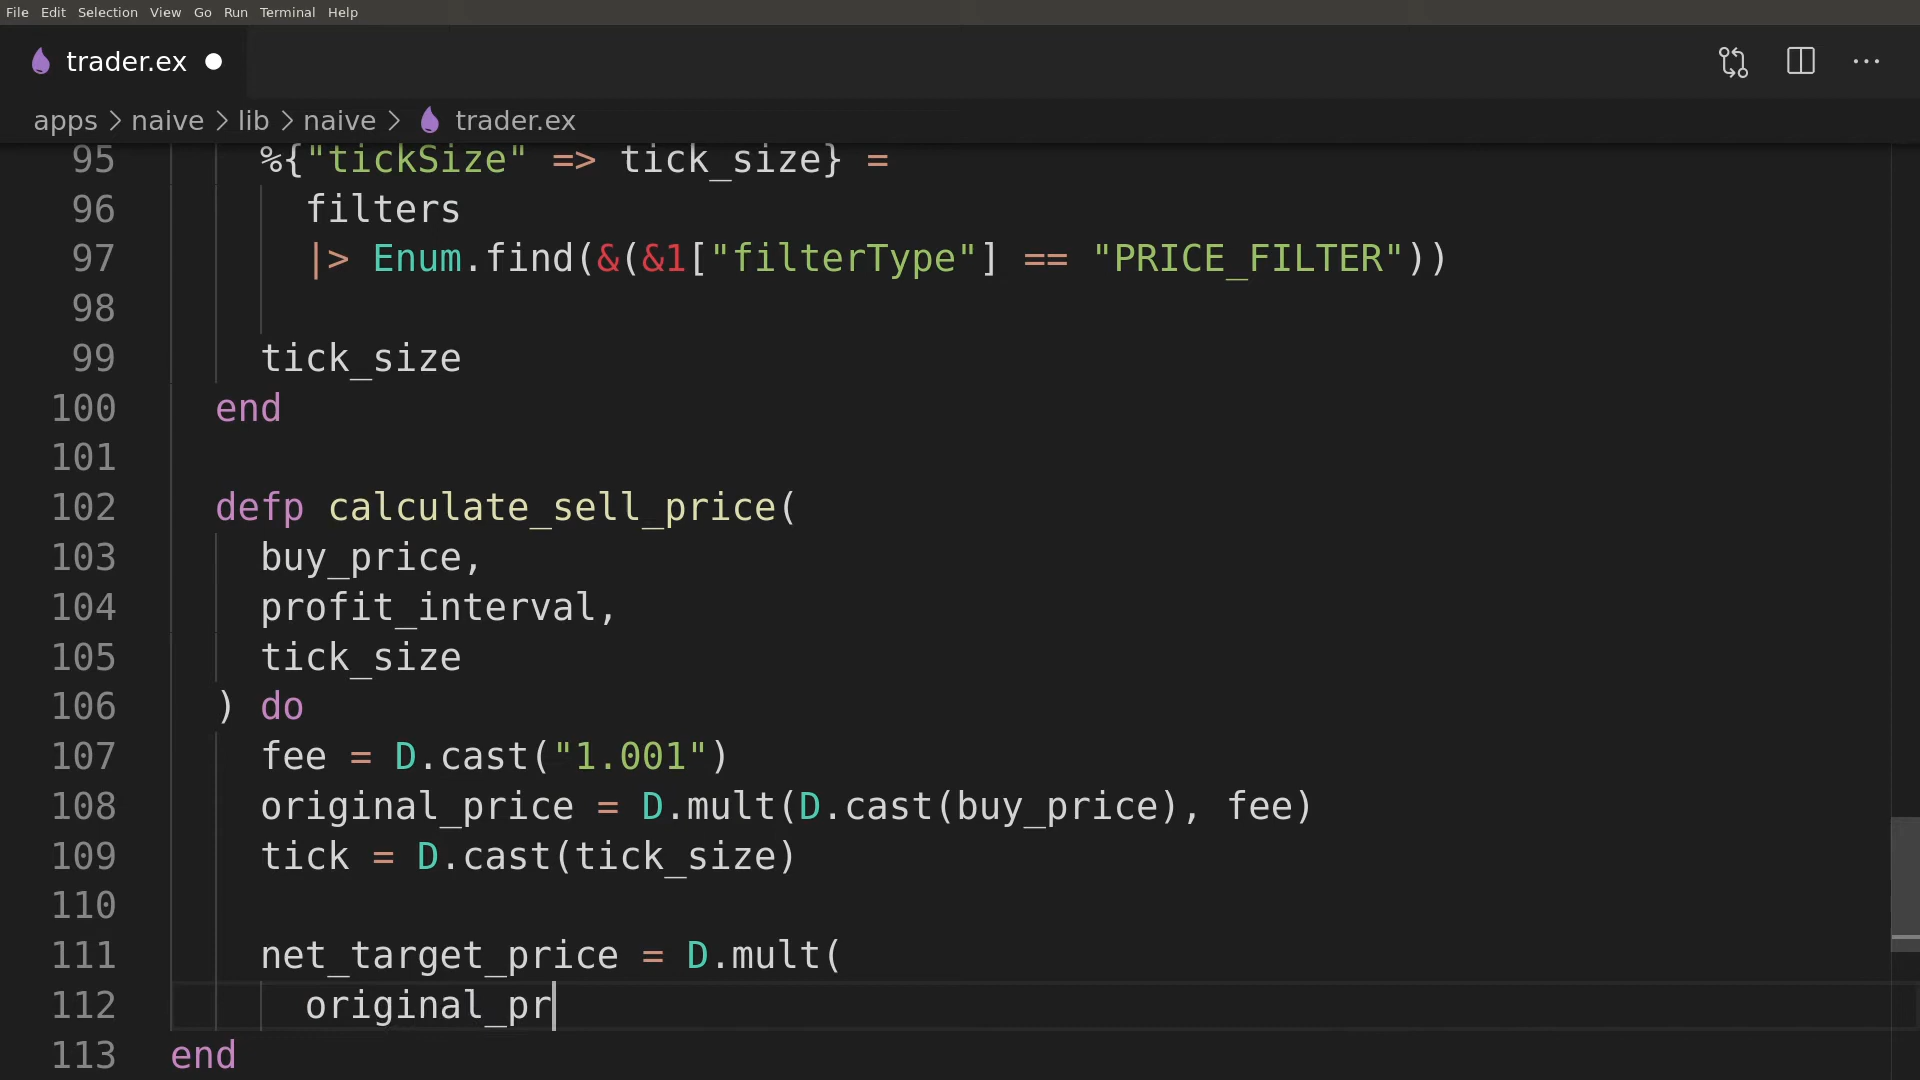 File Edit Selection View Go Run Terminal Help
trader.ex
apps > naive > lib > naive > trader.ex
95 %{"tickSize" => tick_size} =
96 filters
97 |> Enum.find(&(&1["filterType"] == "PRICE_FILTER"))
98
99 tick_size
100 end
101
102 defp calculate_sell_price(
103 buy_price,
104 profit_interval,
105 tick_size
106 ) do
107 fee = D.cast("1.001")
108 original_price = D.mult(D.cast(buy_price), fee)
109 tick = D.cast(tick_size)
110
111 net_target_price = D.mult(
112 original_pr
113 end